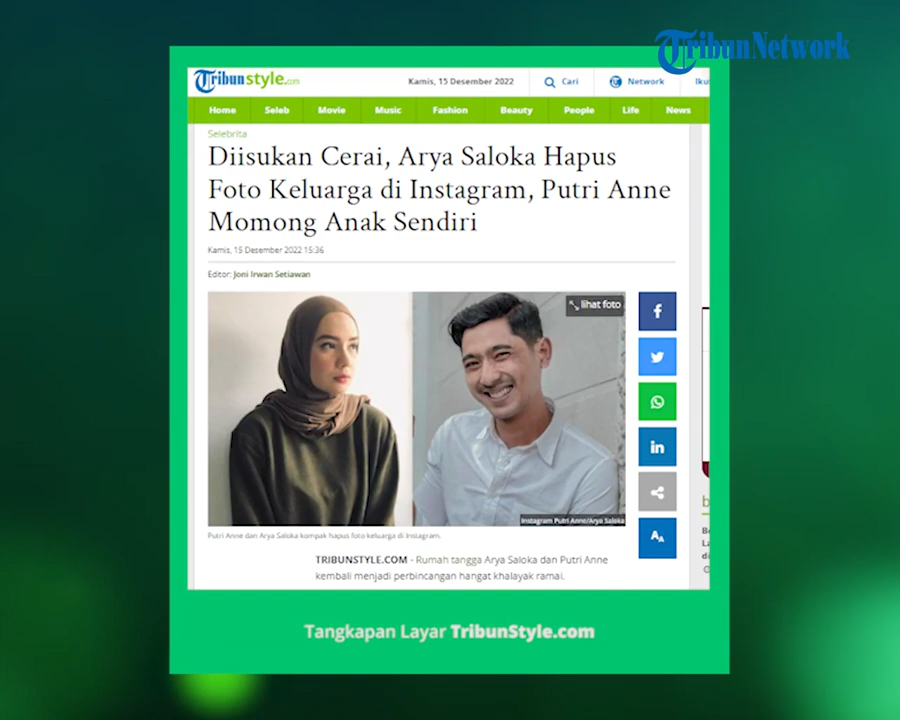 TribunNetwork
Tribunstyle.com
Kamis, 15 Desember 2022
Cari
Network
Home
Seleb
Movie
Music
Fashion
Beauty
People
Life
News
Selebrita
Diisukan Cerai, Arya Saloka Hapus
Foto Keluarga di Instagram, Putri Anne
Momong Anak Sendiri
Kamis, 15 Desember 2022 15:36
Editor: Joni Irwan Setiawan
lihat foto
Instagram Putri Anne/Arya Saloka
Putri Anne dan Arya Saloka kompak hapus foto keluarga di Instagram.
TRIBUNSTYLE.COM - Rumah tangga Arya Saloka dan Putri Anne
kembali menjadi perbincangan hangat khalayak ramai.
Tangkapan Layar TribunStyle.com